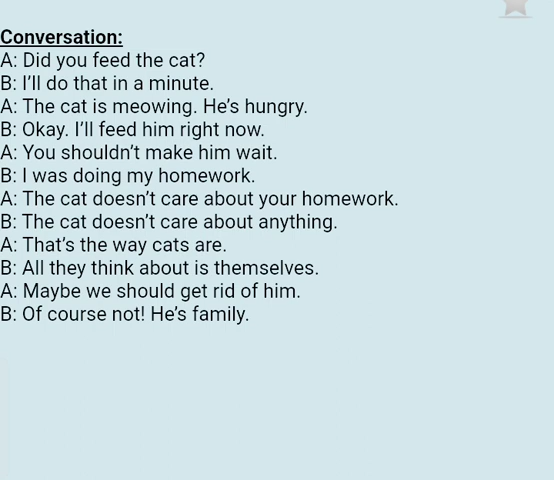 Conversation:
A: Did you feed the cat?
B: I’ll do that in a minute.
A: The cat is meowing. He’s hungry.
B: Okay. I’ll feed him right now.
A: You shouldn’t make him wait.
B: I was doing my homework.
A: The cat doesn’t care about your homework.
B: The cat doesn’t care about anything.
A: That’s the way cats are.
B: All they think about is themselves.
A: Maybe we should get rid of him.
B: Of course not! He’s family.